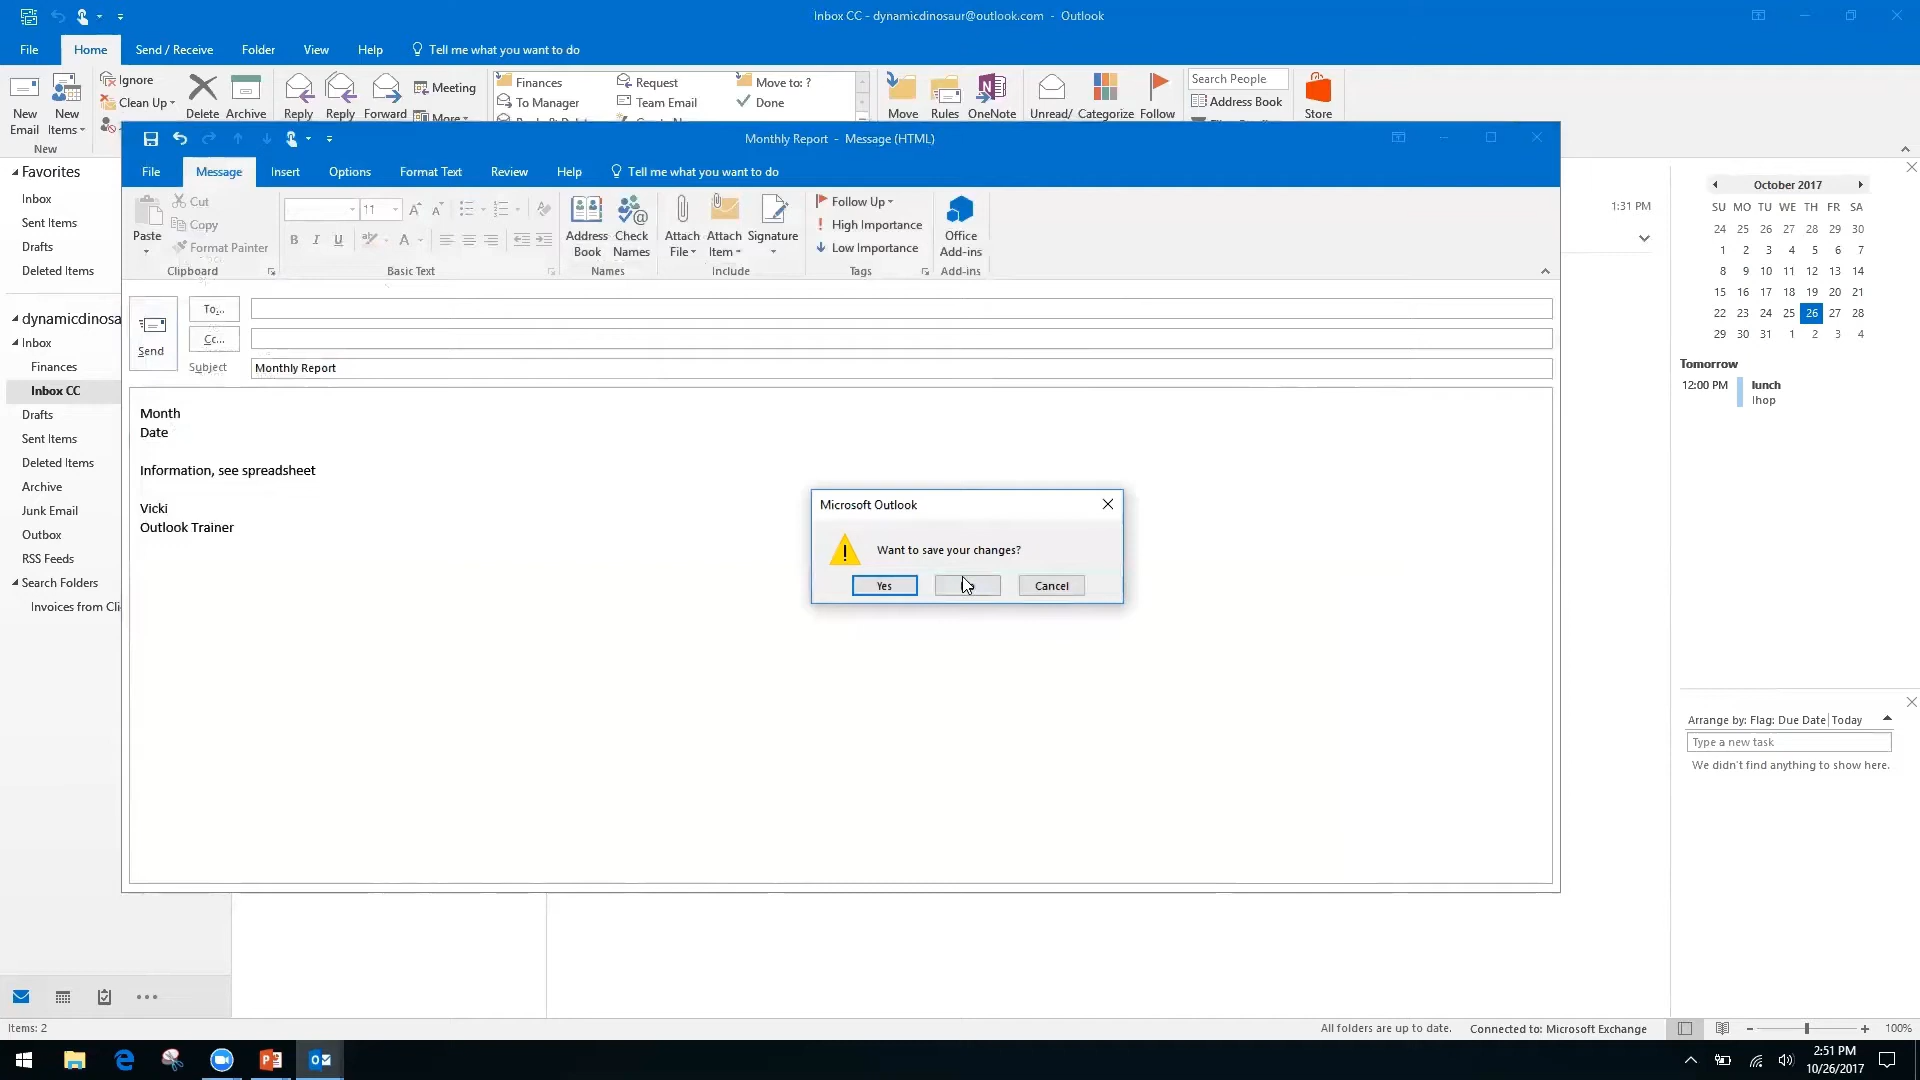 Inbox CC - dynamicdinosaur@outlook.com - Outlook
File Home Send / Receive Folder View Help Tell me what you want to do
New Email
New Items
New
Ignore
Clean Up
Delete
Archive
Reply
Reply
Forward
Meeting
More
Finances
To Manager
Request
Team Email
Move to: ?
Done
Move
Rules
OneNote
Unread/
Categorize
Follow
Search People
Address Book
Store
Monthly Report - Message (HTML)
File Message Insert Options Format Text Review Help Tell me what you want to do
Paste
Cut
Copy
Format Painter
Clipboard
11
B I U A
Basic Text
Address Book
Check Names
Names
Attach File
Attach Item
Signature
Include
Follow Up
High Importance
Low Importance
Tags
Office Add-ins
Add-ins
Send
To...
Cc...
Subject Monthly Report
Month
Date
Information, see spreadsheet
Vicki
Outlook Trainer
Microsoft Outlook
Want to save your changes?
Yes
Cancel
Favorites
Inbox
Sent Items
Drafts
Deleted Items
dynamicdinosa
Inbox
Finances
Inbox CC
Drafts
Sent Items
Deleted Items
Archive
Junk Email
Outbox
RSS Feeds
Search Folders
Invoices from Cli
1:31 PM
October 2017
SU MO TU WE TH FR SA
24 25 26 27 28 29 30
1 2 3 4 5 6 7
8 9 10 11 12 13 14
15 16 17 18 19 20 21
22 23 24 25 26 27 28
29 30 31 1 2 3 4
Tomorrow
12:00 PM lunch
Ihop
Arrange by: Flag: Due Date Today
Type a new task
We didn't find anything to show here.
Items: 2
All folders are up to date. Connected to: Microsoft Exchange 100%
2:51 PM
10/26/2017